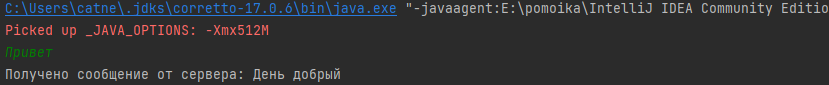 C:\Users\catne\.jdks\corretto-17.0.6\bin\java.exe "-javaagent:E:\pomoika\IntelliJ IDEA Community Editio
Picked up _JAVA_OPTIONS: -Xmx512M
Привет
Получено сообщение от сервера: День добрый